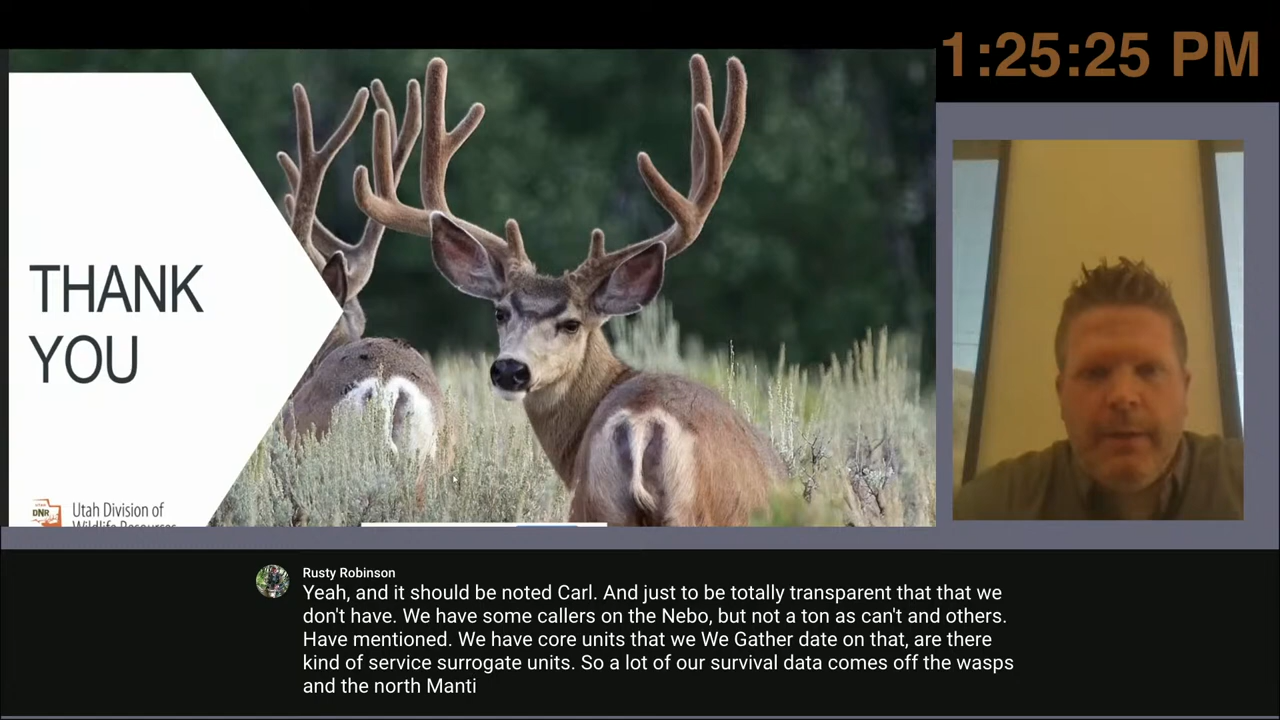 1:25:25 PM
THANK
YOU
DNR
Utah Division of
Wildlife Resources
Rusty Robinson
Yeah, and it should be noted Carl. And just to be totally transparent that that we
don't have. We have some callers on the Nebo, but not a ton as can't and others.
Have mentioned. We have core units that we We Gather date on that, are there
kind of service surrogate units. So a lot of our survival data comes off the wasps
and the north Manti